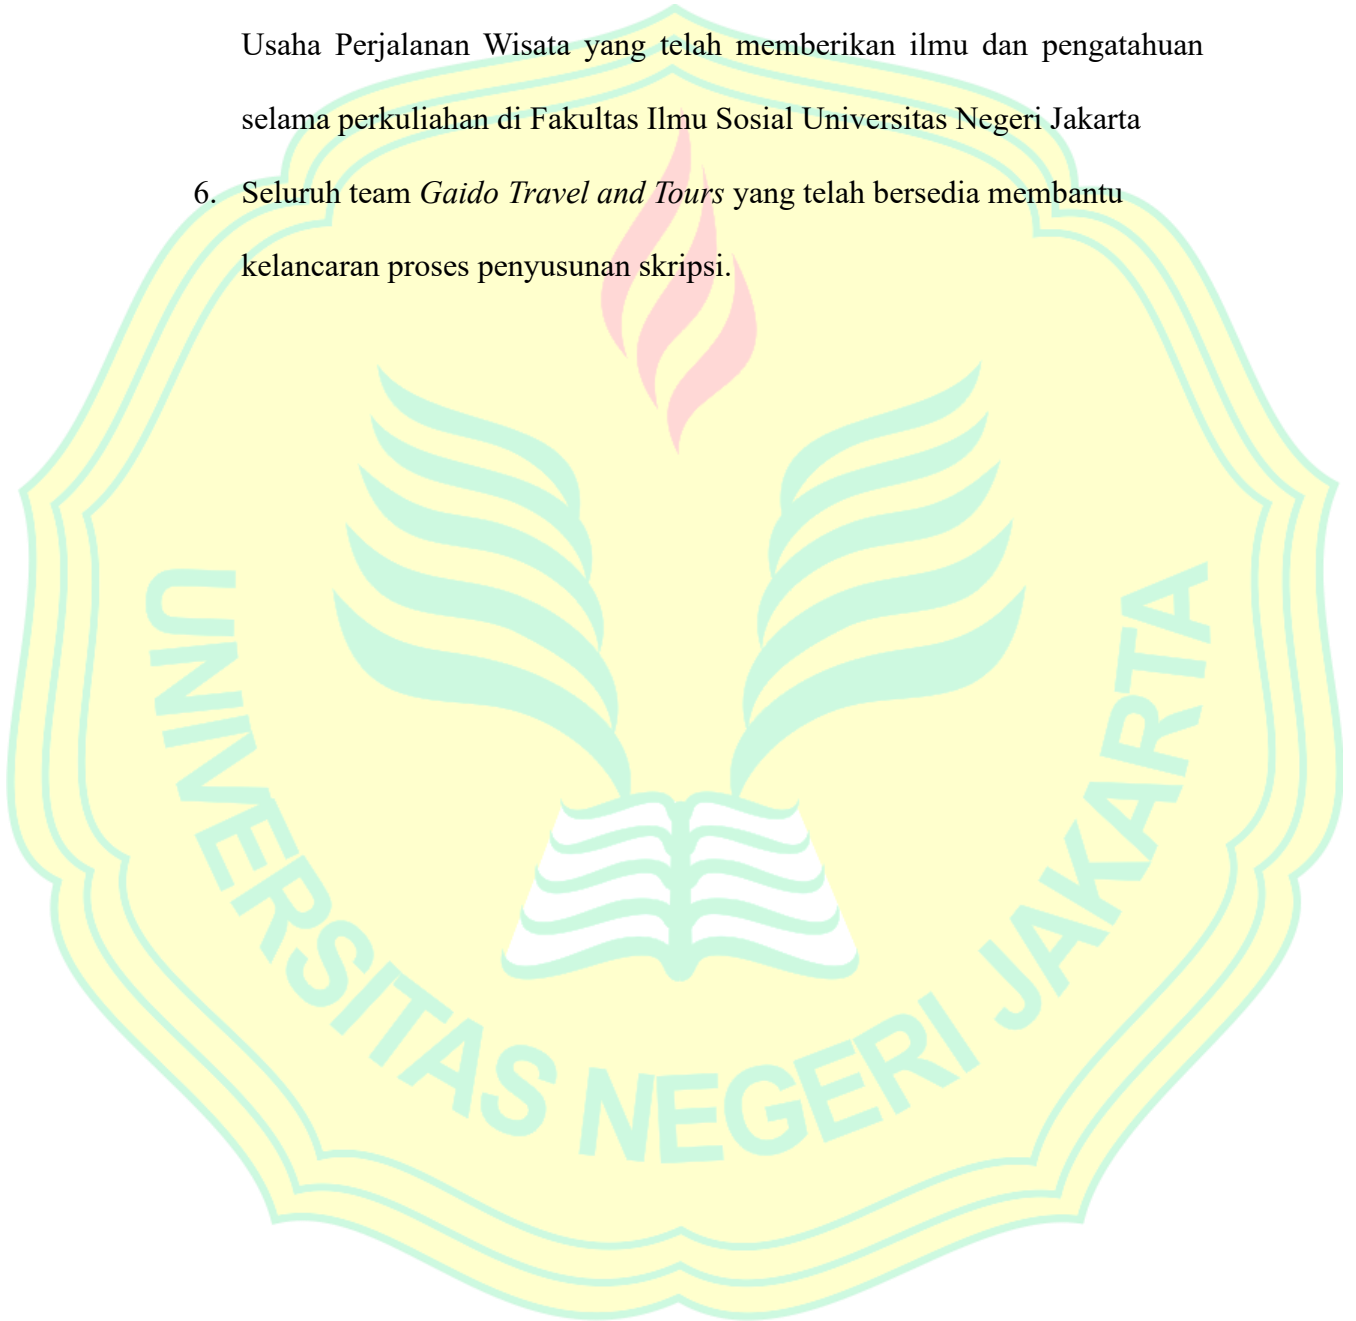 Usaha Perjalanan Wisata yang telah memberikan ilmu dan pengatahuan
selama perkuliahan di Fakultas Ilmu Sosial Universitas Negeri Jakarta
6. Seluruh team Gaido Travel and Tours yang telah bersedia membantu
kelancaran proses penyusunan skripsi.
UNIVERSITAS NEGERI JAKARTA